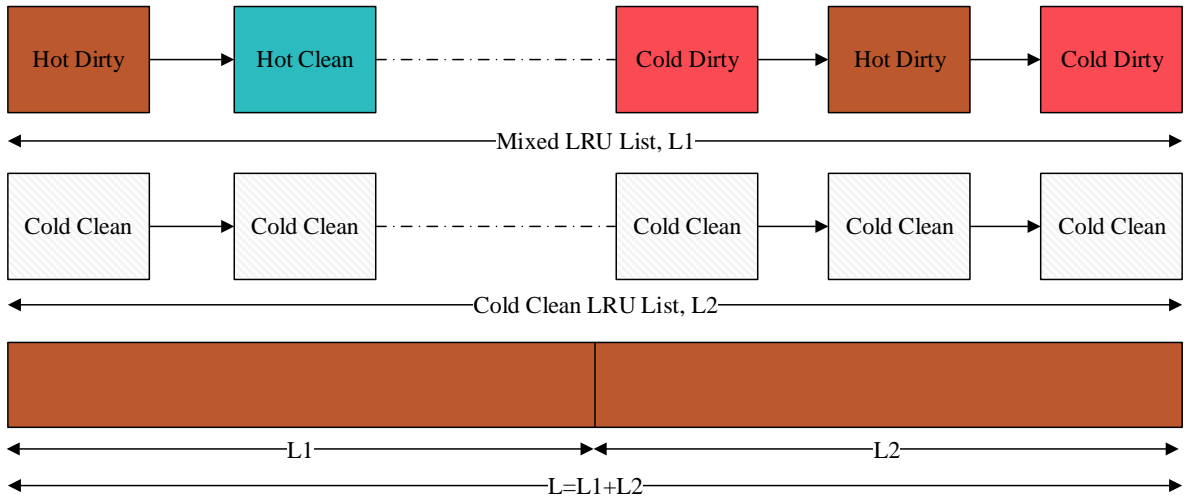 Hot Dirty
Hot Clean
Cold Dirty
Hot Dirty
Cold Dirty
Mixed LRU List, L1
Cold Clean
Cold Clean
Cold Clean
Cold Clean
Cold Clean
Cold Clean LRU List, L2
L1
L2
L=L1+L2